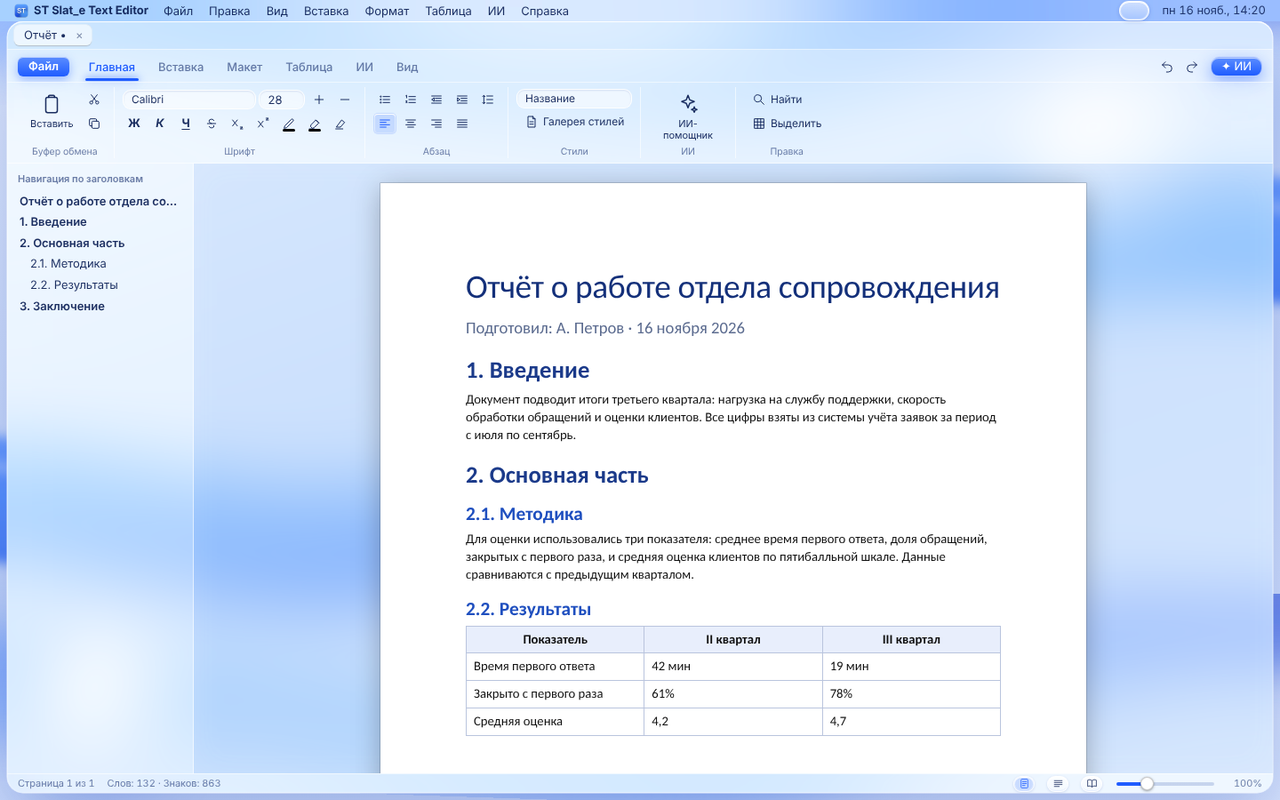 ST Slat_e Text Editor Файл Правка Вид Вставка Формат Таблица ИИ Справка пн 16 нояб., 14:20
Отчёт • ×
Файл Главная Вставка Макет Таблица ИИ Вид ✦ ИИ
Calibri 28 + − Название Найти
Вставить Ж К Ч S X₂ X² Галерея стилей ИИ-помощник Выделить
Буфер обмена Шрифт Абзац Стили ИИ Правка
Навигация по заголовкам
Отчёт о работе отдела со...
1. Введение
2. Основная часть
2.1. Методика
2.2. Результаты
3. Заключение
Отчёт о работе отдела сопровождения
Подготовил: А. Петров · 16 ноября 2026
1. Введение
Документ подводит итоги третьего квартала: нагрузка на службу поддержки, скорость
обработки обращений и оценки клиентов. Все цифры взяты из системы учёта заявок за период
с июля по сентябрь.
2. Основная часть
2.1. Методика
Для оценки использовались три показателя: среднее время первого ответа, доля обращений,
закрытых с первого раза, и средняя оценка клиентов по пятибалльной шкале. Данные
сравниваются с предыдущим кварталом.
2.2. Результаты
Показатель II квартал III квартал
Время первого ответа 42 мин 19 мин
Закрыто с первого раза 61% 78%
Средняя оценка 4,2 4,7
Страница 1 из 1 Слов: 132 · Знаков: 863 100%